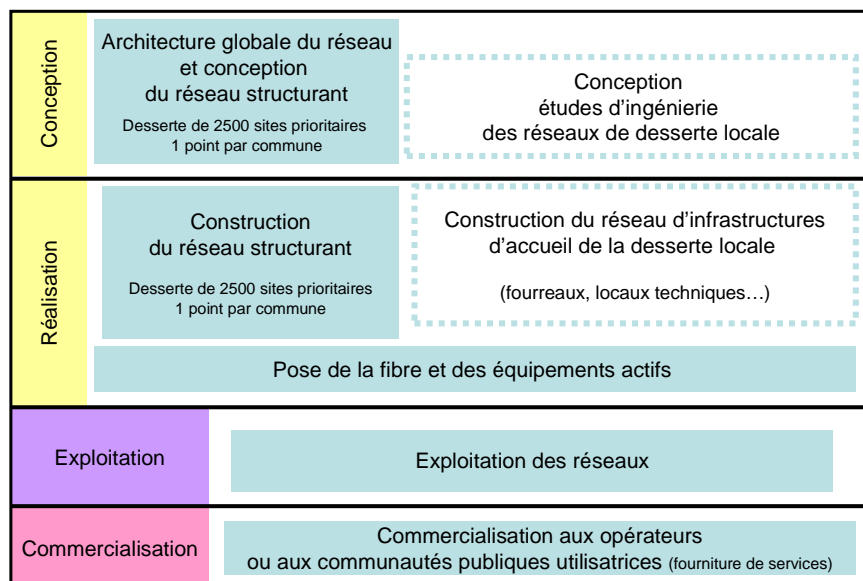 Conception
Architecture globale du réseau
et conception
du réseau structurant
Desserte de 2500 sites prioritaires
1 point par commune
Conception
études d'ingénierie
des réseaux de desserte locale
Réalisation
Construction
du réseau structurant
Desserte de 2500 sites prioritaires
1 point par commune
Construction du réseau d'infrastructures
d'accueil de la desserte locale
(fourreaux, locaux techniques…)
Pose de la fibre et des équipements actifs
Exploitation
Exploitation des réseaux
Commercialisation
Commercialisation aux opérateurs
ou aux communautés publiques utilisatrices (fourniture de services)